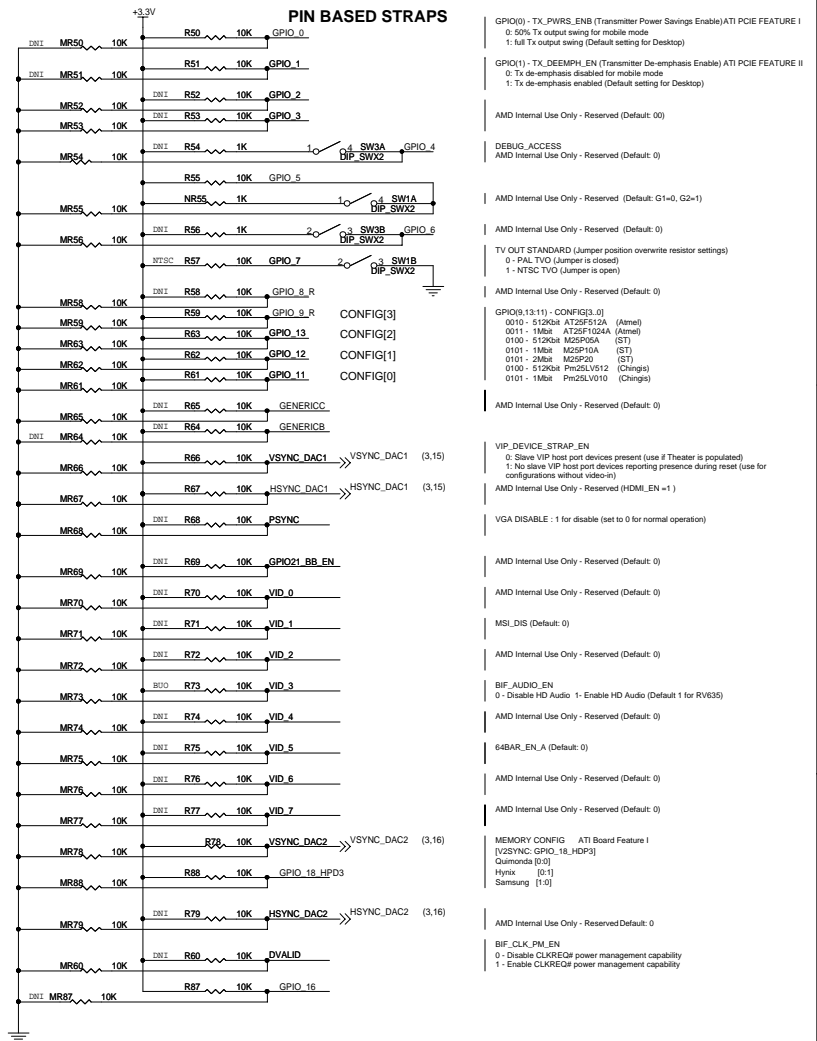 +3.3V
PIN BASED STRAPS
R50 10K GPIO_0
DNI MR50 10K
R51 10K GPIO_1
DNI MR51 10K
DNI R52 10K GPIO_2
MR52 10K
DNI R53 10K GPIO_3
MR53 10K
DNI R54 1K 1 4 SW3A GPIO_4
DIP_SWX2
MR54 10K
R55 10K GPIO_5
NR55 1K 1 4 SW1A
DIP_SWX2
MR55 10K
DNI R56 1K 2 3 SW3B GPIO_6
DIP_SWX2
MR56 10K
NTSC R57 10K GPIO_7 2 3 SW1B
DIP_SWX2
DNI R58 10K GPIO_8_R
MR58 10K
R59 10K GPIO_9_R CONFIG[3]
MR59 10K
R63 10K GPIO_13 CONFIG[2]
MR63 10K
R62 10K GPIO_12 CONFIG[1]
MR62 10K
R61 10K GPIO_11 CONFIG[0]
MR61 10K
DNI R65 10K GENERICC
MR65 10K
DNI R64 10K GENERICB
DNI MR64 10K
R66 10K VSYNC_DAC1 VSYNC_DAC1 (3,15)
MR66 10K
R67 10K HSYNC_DAC1 HSYNC_DAC1 (3,15)
MR67 10K
DNI R68 10K PSYNC
MR68 10K
DNI R69 10K GPIO21_BB_EN
MR69 10K
DNI R70 10K VID_0
MR70 10K
DNI R71 10K VID_1
MR71 10K
DNI R72 10K VID_2
MR72 10K
BUO R73 10K VID_3
MR73 10K
DNI R74 10K VID_4
MR74 10K
DNI R75 10K VID_5
MR75 10K
DNI R76 10K VID_6
MR76 10K
DNI R77 10K VID_7
MR77 10K
R78 10K VSYNC_DAC2 VSYNC_DAC2 (3,16)
MR78 10K
R88 10K GPIO_18_HPD3
MR88 10K
DNI R79 10K HSYNC_DAC2 HSYNC_DAC2 (3,16)
MR79 10K
DNI R60 10K DVALID
MR60 10K
R87 10K GPIO_16
DNI MR87 10K
GPIO(0) - TX_PWRS_ENB (Transmitter Power Savings Enable) ATI PCIE FEATURE I
0: 50% Tx output swing for mobile mode
1: full Tx output swing (Default setting for Desktop)
GPIO(1) - TX_DEEMPH_EN (Transmitter De-emphasis Enable) ATI PCIE FEATURE II
0: Tx de-emphasis disabled for mobile mode
1: Tx de-emphasis enabled (Default setting for Desktop)
AMD Internal Use Only - Reserved (Default: 00)
DEBUG_ACCESS
AMD Internal Use Only - Reserved (Default: 0)
AMD Internal Use Only - Reserved (Default: G1=0, G2=1)
AMD Internal Use Only - Reserved (Default: 0)
TV OUT STANDARD (Jumper position overwrite resistor settings)
0 - PAL TVO (Jumper is closed)
1 - NTSC TVO (Jumper is open)
AMD Internal Use Only - Reserved (Default: 0)
GPIO(9,13:11) - CONFIG[3..0]
0010 - 512Kbit AT25F512A (Atmel)
0011 - 1Mbit AT25F1024A (Atmel)
0100 - 512Kbit M25P05A (ST)
0101 - 1Mbit M25P10A (ST)
0101 - 2Mbit M25P20 (ST)
0100 - 512Kbit Pm25LV512 (Chingis)
0101 - 1Mbit Pm25LV010 (Chingis)
AMD Internal Use Only - Reserved (Default: 0)
VIP_DEVICE_STRAP_EN
0: Slave VIP host port devices present (use if Theater is populated)
1: No slave VIP host port devices reporting presence during reset (use for
configurations without video-in)
AMD Internal Use Only - Reserved (HDMI_EN =1 )
VGA DISABLE : 1 for disable (set to 0 for normal operation)
AMD Internal Use Only - Reserved (Default: 0)
AMD Internal Use Only - Reserved (Default: 0)
MSI_DIS (Default: 0)
AMD Internal Use Only - Reserved (Default: 0)
BIF_AUDIO_EN
0 - Disable HD Audio 1- Enable HD Audio (Default 1 for RV635)
AMD Internal Use Only - Reserved (Default: 0)
64BAR_EN_A (Default: 0)
AMD Internal Use Only - Reserved (Default: 0)
AMD Internal Use Only - Reserved (Default: 0)
MEMORY CONFIG ATI Board Feature I
[V2SYNC: GPIO_18_HDP3]
Quimonda [0:0]
Hynix [0:1]
Samsung [1:0]
AMD Internal Use Only - Reserved Default: 0
BIF_CLK_PM_EN
0 - Disable CLKREQ# power management capability
1 - Enable CLKREQ# power management capability